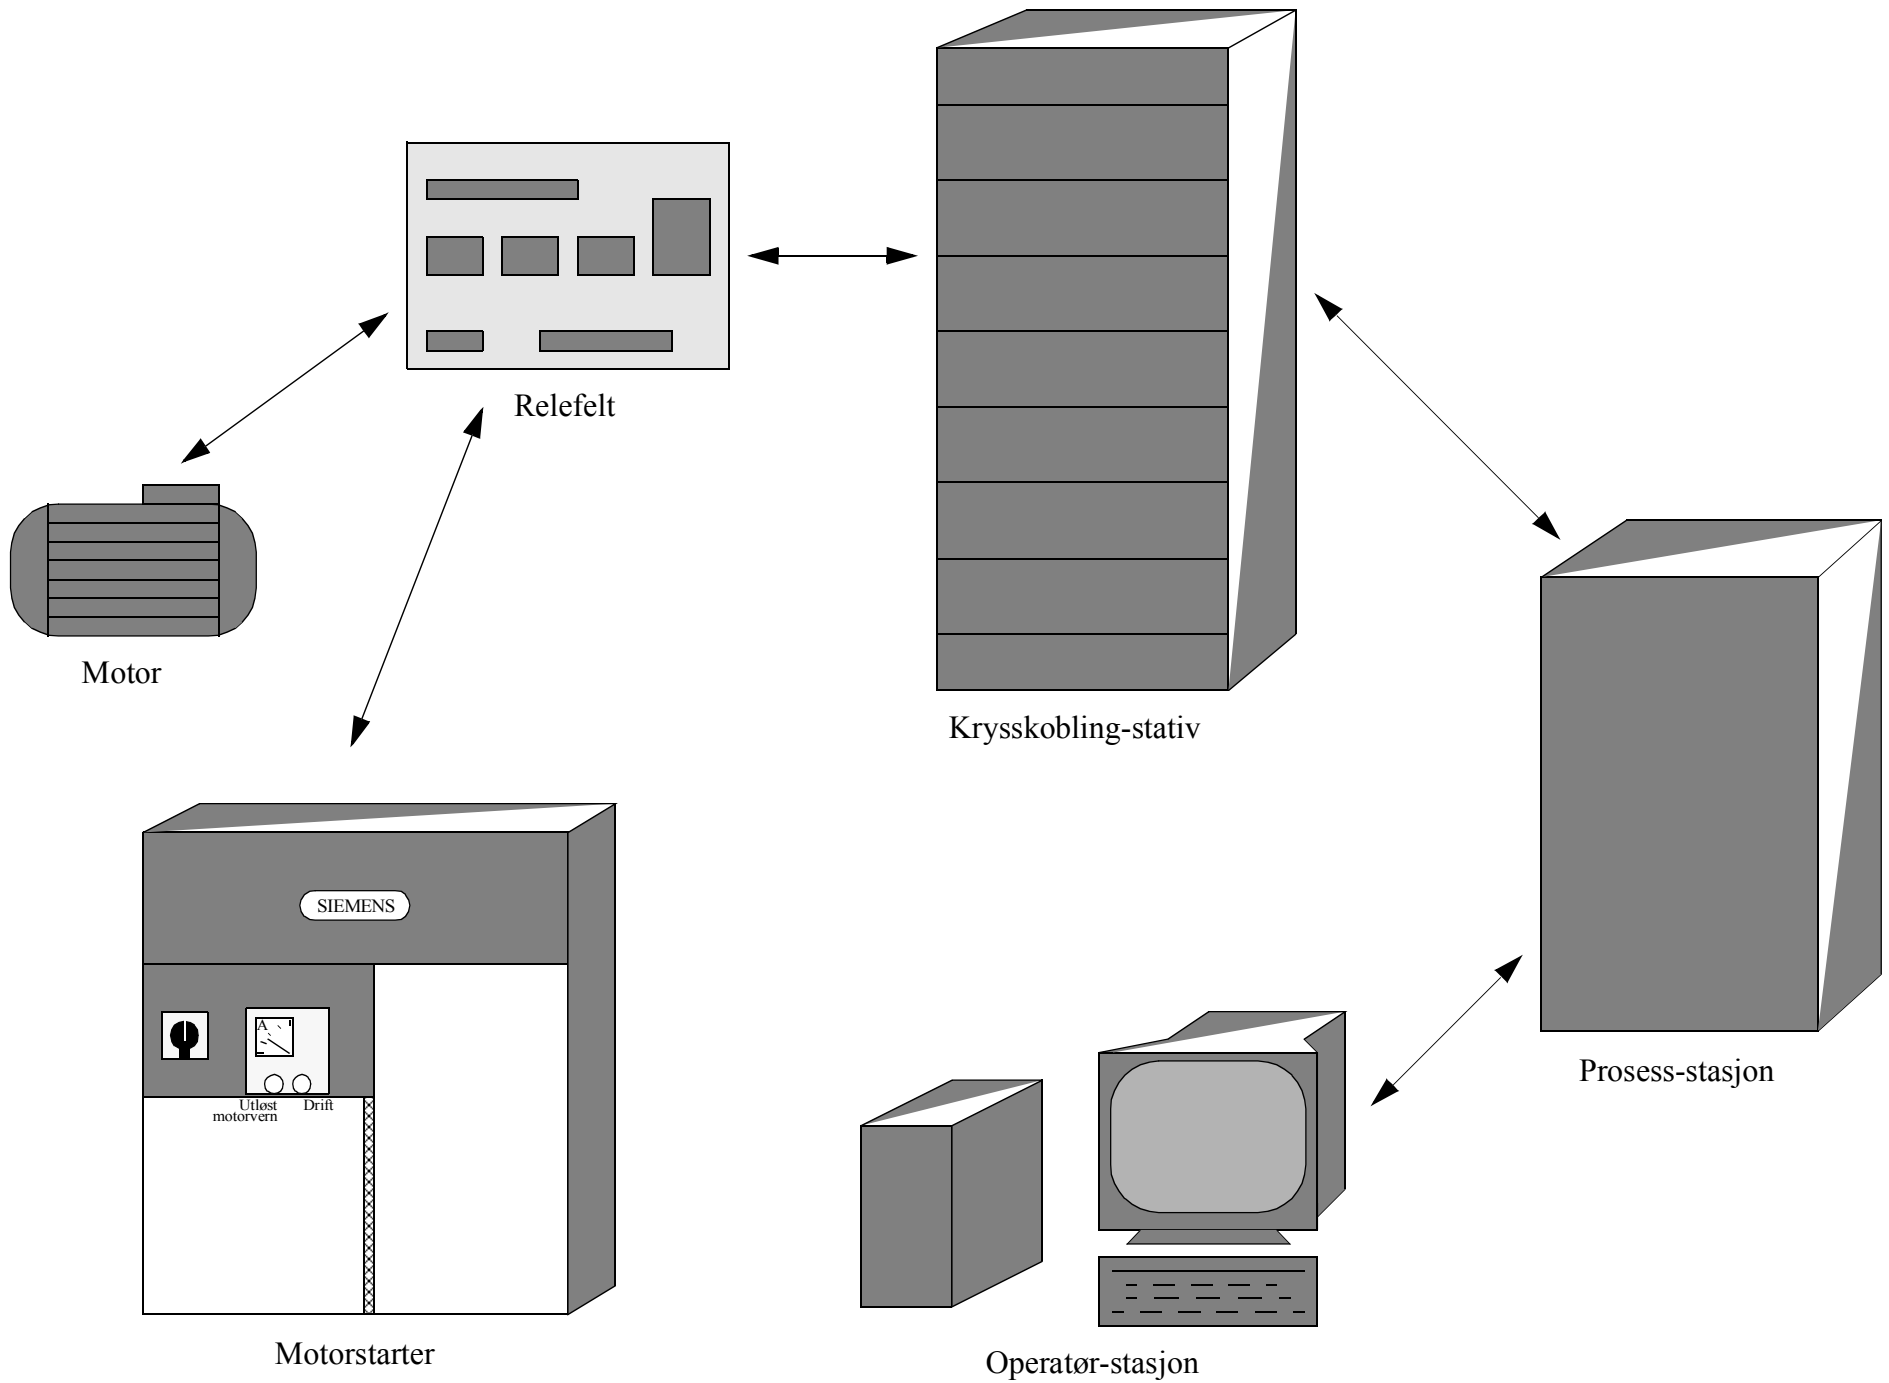 Relefelt
Motor
Krysskobling-stativ
SIEMENS
A
Utløst
motorvern
Drift
Prosess-stasjon
Motorstarter
Operatør-stasjon